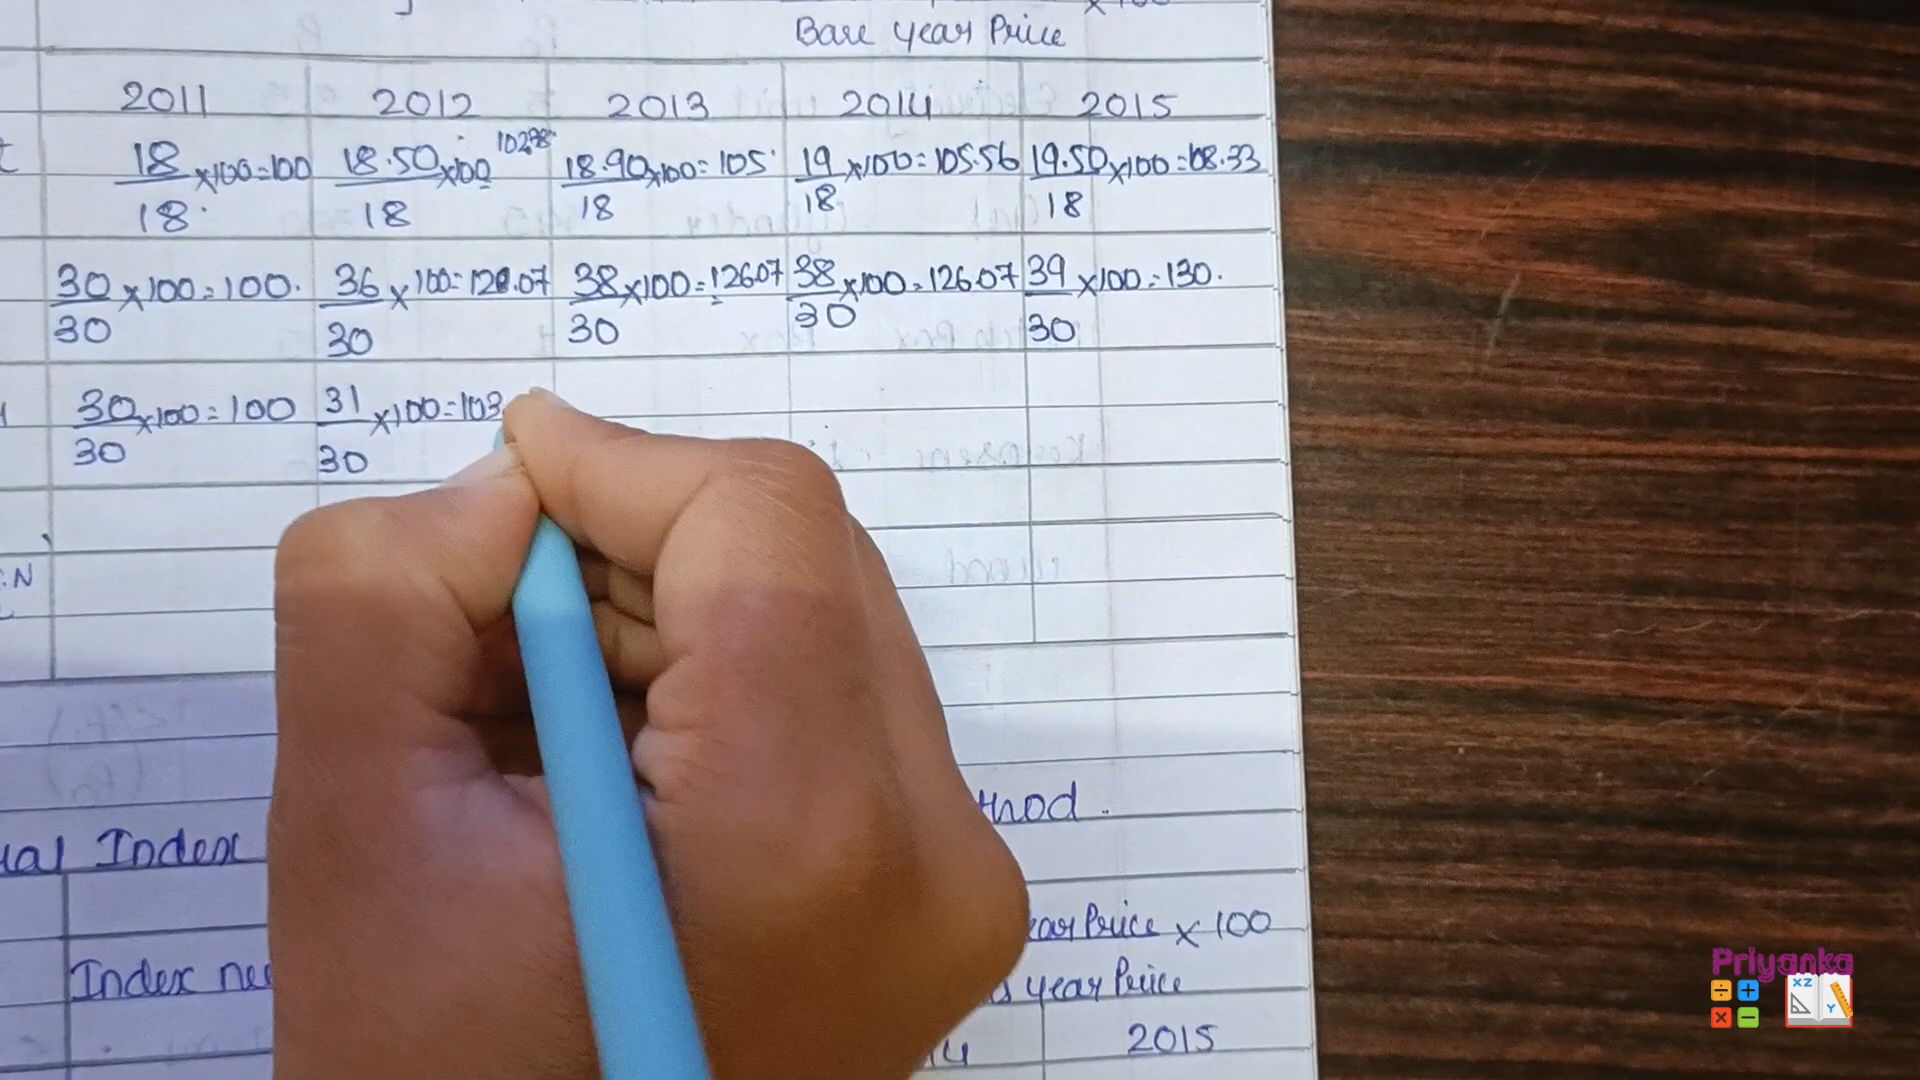 ×100
Base year Price
2011 2012 2013 2014 2015
18 ×100=100 18.50 ×100 102.78 18.90 ×100=105 19 ×100=105.56 19.50 ×100=108.33
18 18 18 18 18
30 ×100=100. 36 ×100= 38 ×100=126.07 38 ×100=126.07 39 ×100=130.
30 30 30 30 30
30 ×100=100 31 ×100=103
30 30
:N
thod.
Index
Price × 100
Index
year Price
2015
Priyanka
XZ
Y